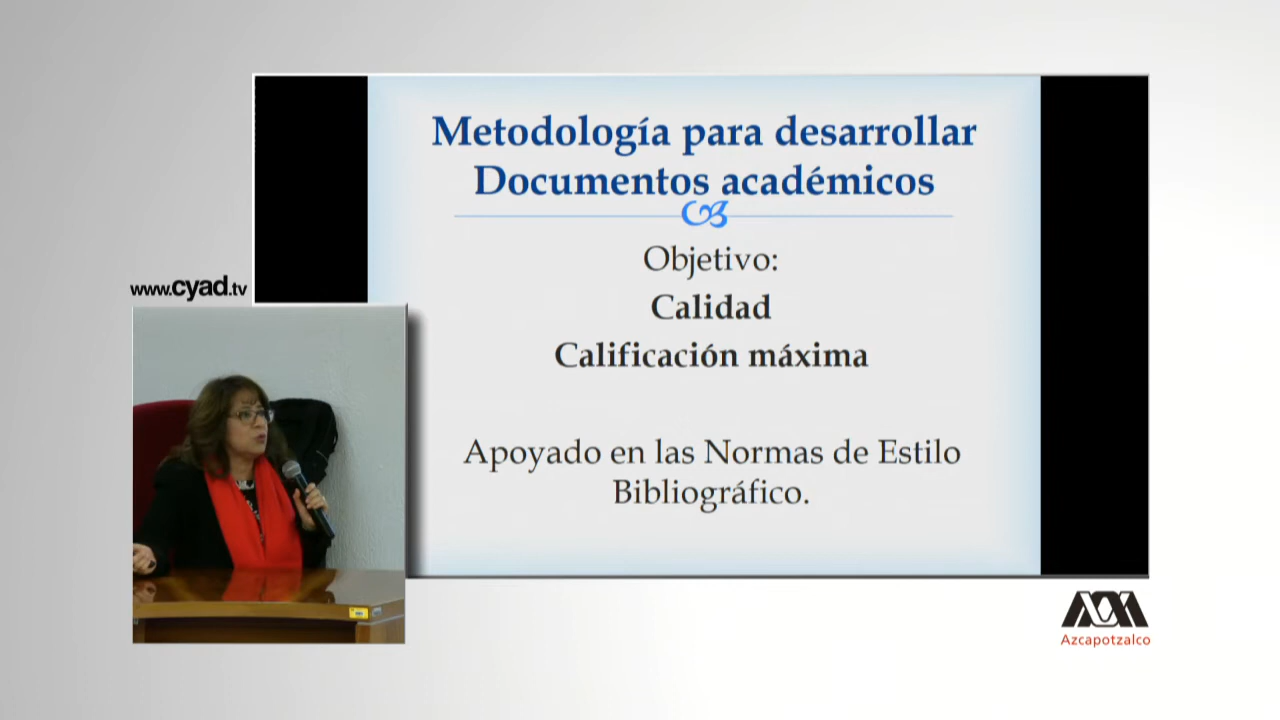 Metodología para desarrollar
Documentos académicos
Objetivo:
Calidad
Calificación máxima
Apoyado en las Normas de Estilo
Bibliográfico.
www.cyad.tv
Azcapotzalco